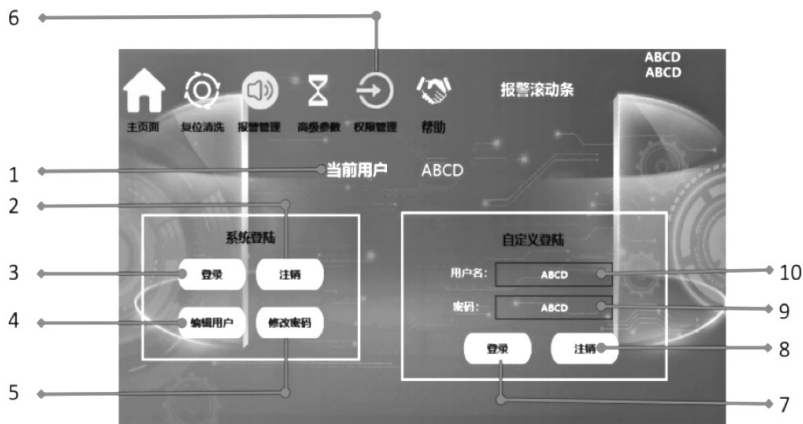 6
ABCD
ABCD
报警滚动条
主页面 复位清洗 报警管理 高级参数 权限管理 帮助
1
当前用户 ABCD
2
系统登陆
自定义登陆
3
登录 注销
用户名: ABCD
10
4
编辑用户 修改密码
密码: ABCD
9
登录 注销
8
5
7